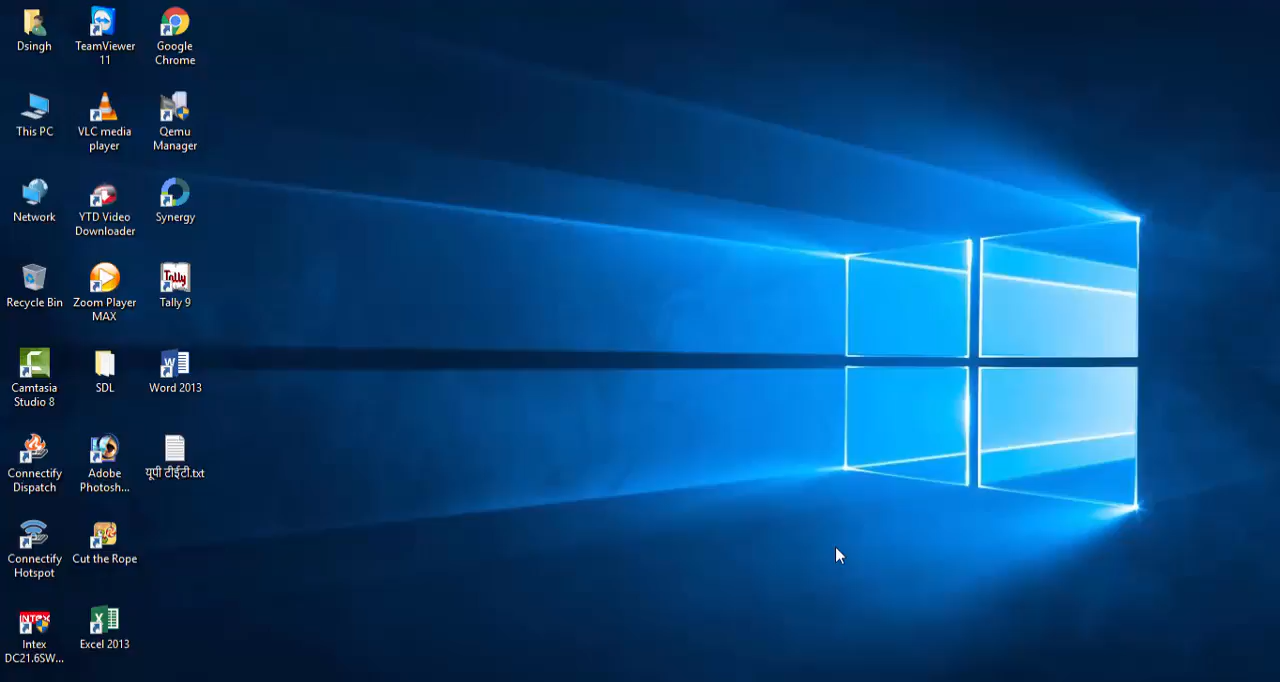 Dsingh
TeamViewer
11
Google
Chrome
This PC
VLC media
player
Qemu
Manager
Network
YTD Video
Downloader
Synergy
Recycle Bin
Zoom Player
MAX
Tally
Tally 9
Camtasia
Studio 8
SDL
Word 2013
Connectify
Dispatch
Adobe
Photosh...
यूपी टीईटी.txt
Connectify
Hotspot
Cut the Rope
INTEX
Intex
DC21.6SW...
Excel 2013